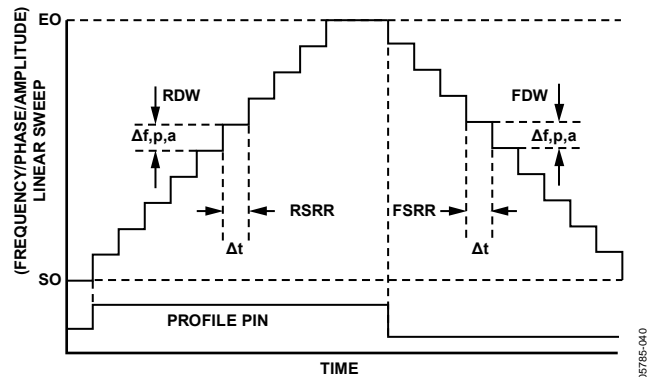 (FREQUENCY/PHASE/AMPLITUDE)
LINEAR SWEEP
EO
RDW
FDW
Δf,p,a
Δf,p,a
RSRR
FSRR
Δt
Δt
SO
PROFILE PIN
TIME
05785-040